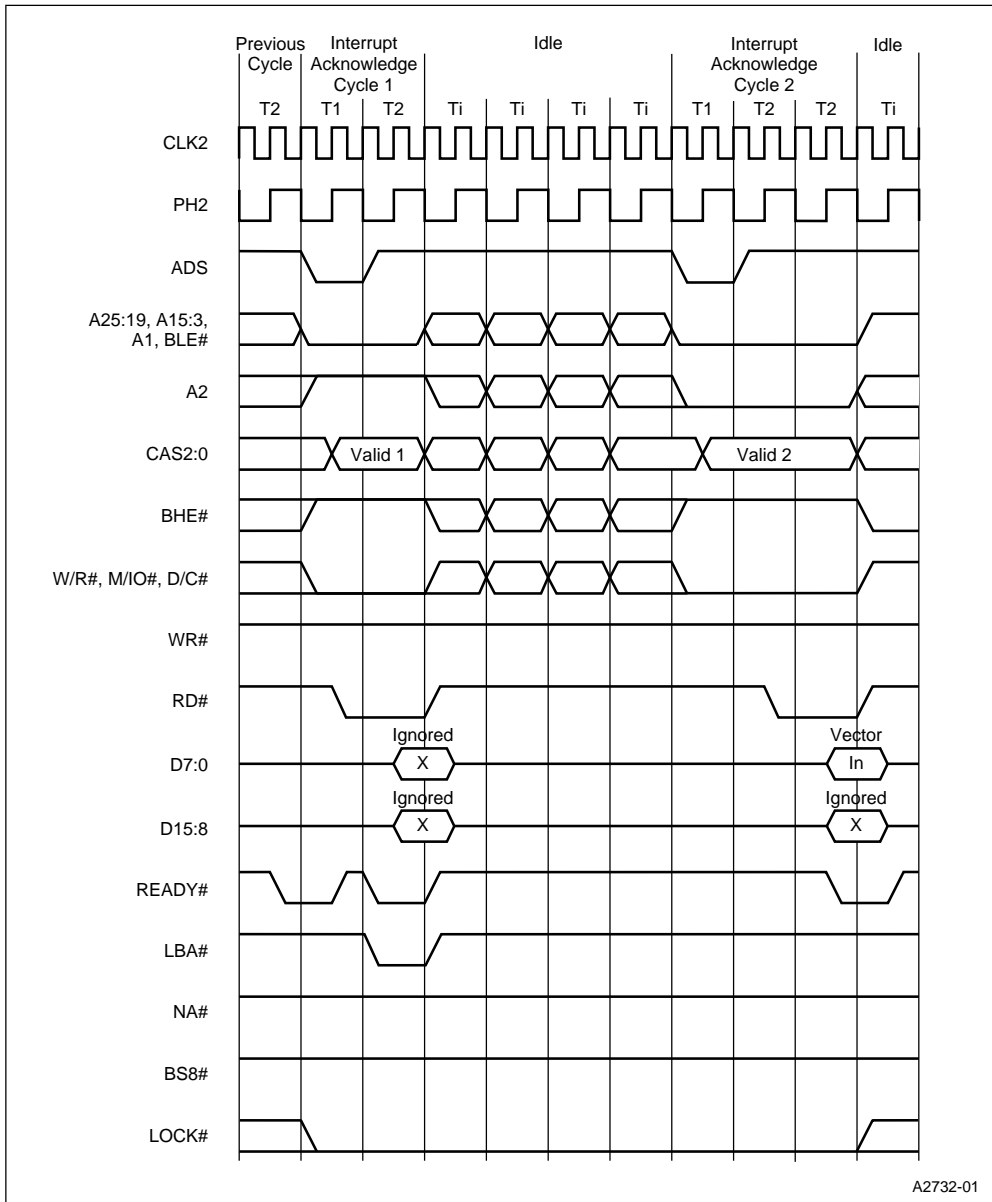 Previous
Cycle
Interrupt
Acknowledge
Cycle 1
Idle
Interrupt
Acknowledge
Cycle 2
Idle
T2 T1 T2 Ti Ti Ti Ti T1 T2 T2 Ti
CLK2
PH2
ADS
A25:19, A15:3,
A1, BLE#
A2
CAS2:0 Valid 1 Valid 2
BHE#
W/R#, M/IO#, D/C#
WR#
RD#
Ignored Vector
D7:0 X In
Ignored Ignored
D15:8 X X
READY#
LBA#
NA#
BS8#
LOCK#
A2732-01